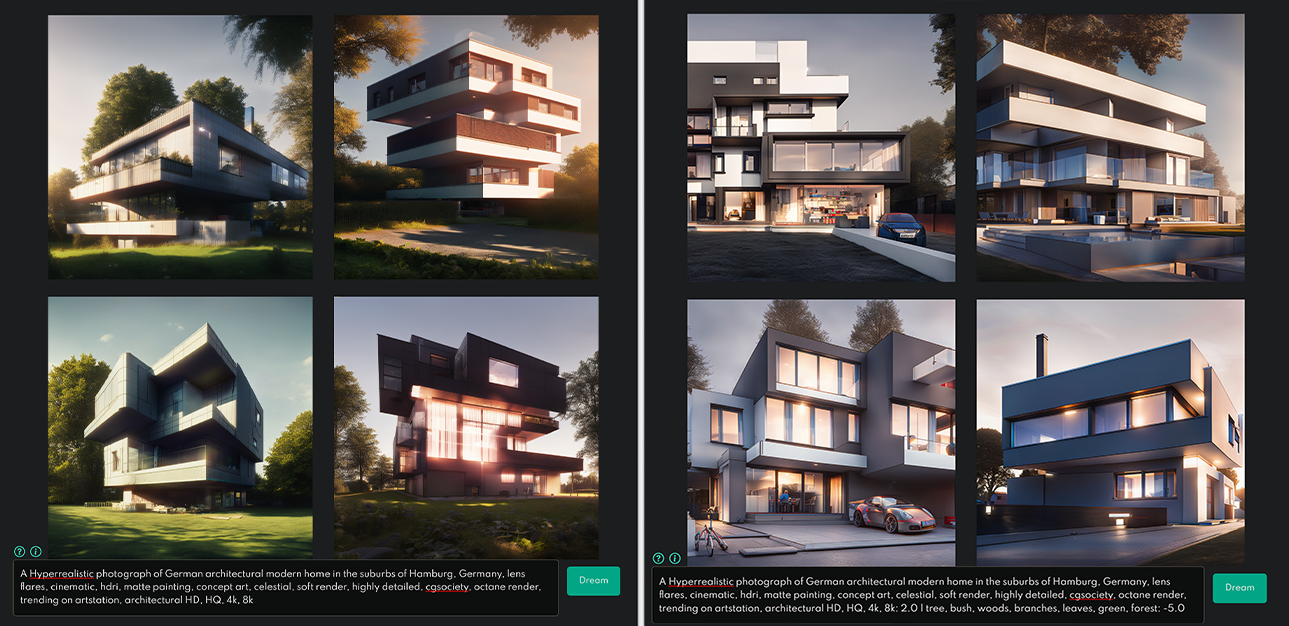 A Hyperrealistic photograph of German architectural modern home in the suburbs of Hamburg, Germany, lens
flares, cinematic, hdri, matte painting, concept art, celestial, soft render, highly detailed, cgsociety, octane render,
trending on artstation, architectural HD, HQ, 4k, 8k
Dream
A Hyperrealistic photograph of German architectural modern home in the suburbs of Hamburg, Germany, lens
flares, cinematic, hdri, matte painting, concept art, celestial, soft render, highly detailed, cgsociety, octane render,
trending on artstation, architectural HD, HQ, 4k, 8k: 2.0 | tree, bush, woods, branches, leaves, green, forest: -5.0
Dream